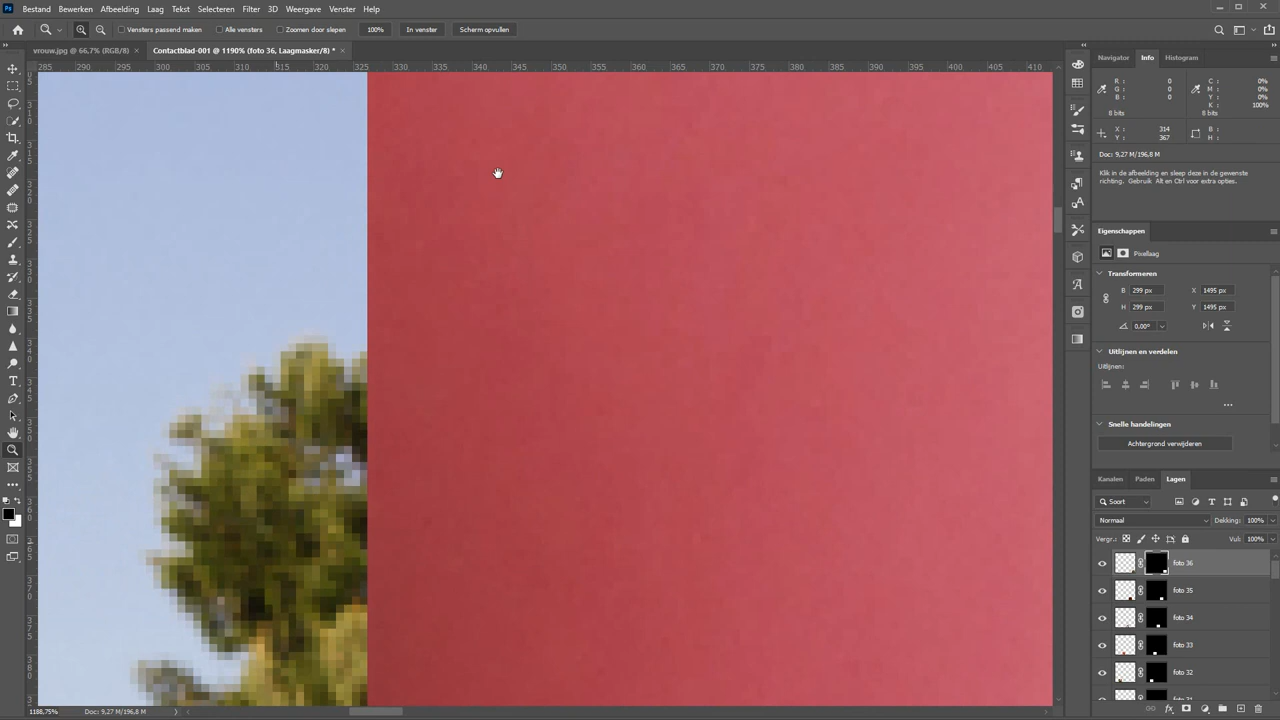 Ps Bestand Bewerken Afbeelding Laag Tekst Selecteren Filter 3D Weergave Venster Help
Vensters passend maken Alle vensters Zoomen door slepen 100% In venster Scherm opvullen
vrouw.jpg @ 66,7% (RGB/8) × Contactblad-001 @ 1190% (foto 36, Laagmasker/8) * ×
285 290 295 300 305 310 315 320 325 330 335 340 345 350 355 360 365 370 375 380 385 390 395 400 405 410
Navigator Info Histogram
R : 0 C : 0%
G : 0 M : 0%
B : 0 Y : 0%
K : 100%
8 bits 8 bits
X : 314 B :
Y : 367 H :
Doc: 9,27 M/196,8 M
Klik in de afbeelding en sleep deze in de gewenste
richting. Gebruik Alt en Ctrl voor extra opties.
Eigenschappen
Pixellaag
Transformeren
B 299 px X 1495 px
H 299 px Y 1495 px
0,00°
Uitlijnen en verdelen
Uitlijnen:
Snelle handelingen
Achtergrond verwijderen
Kanalen Paden Lagen
Soort
Normaal Dekking: 100%
Vergr.: Vul: 100%
foto 36
foto 35
foto 34
foto 33
foto 32
1188,75% Doc: 9,27 M/196,8 M